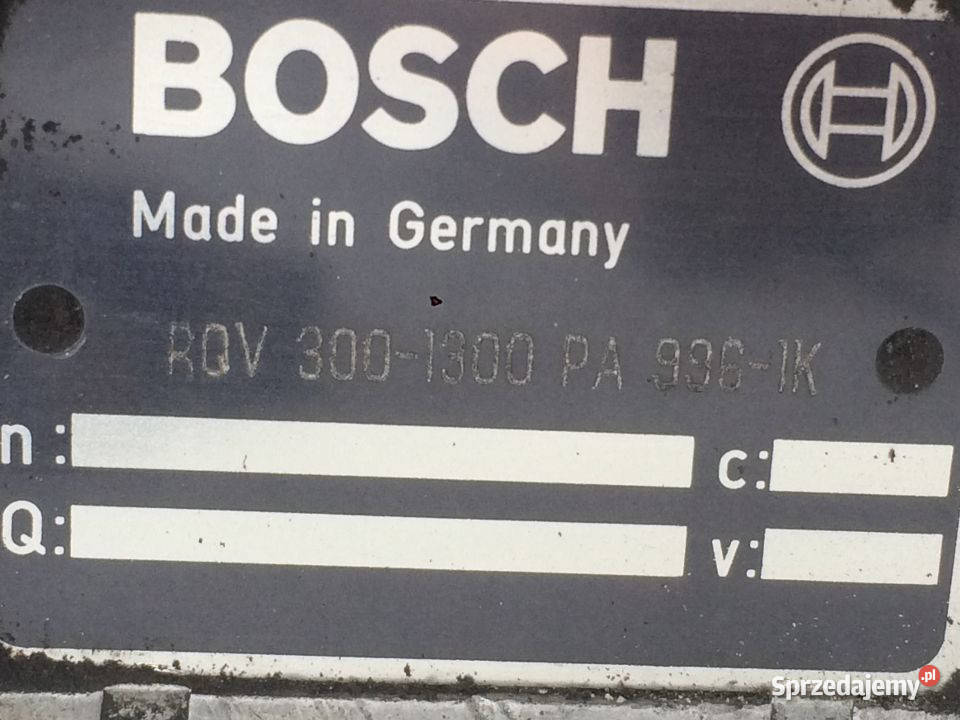 BOSCH
Made in Germany
RQV 300-1300 PA 996-1K
n: c:
Q: v:
Sprzedajemy.pl